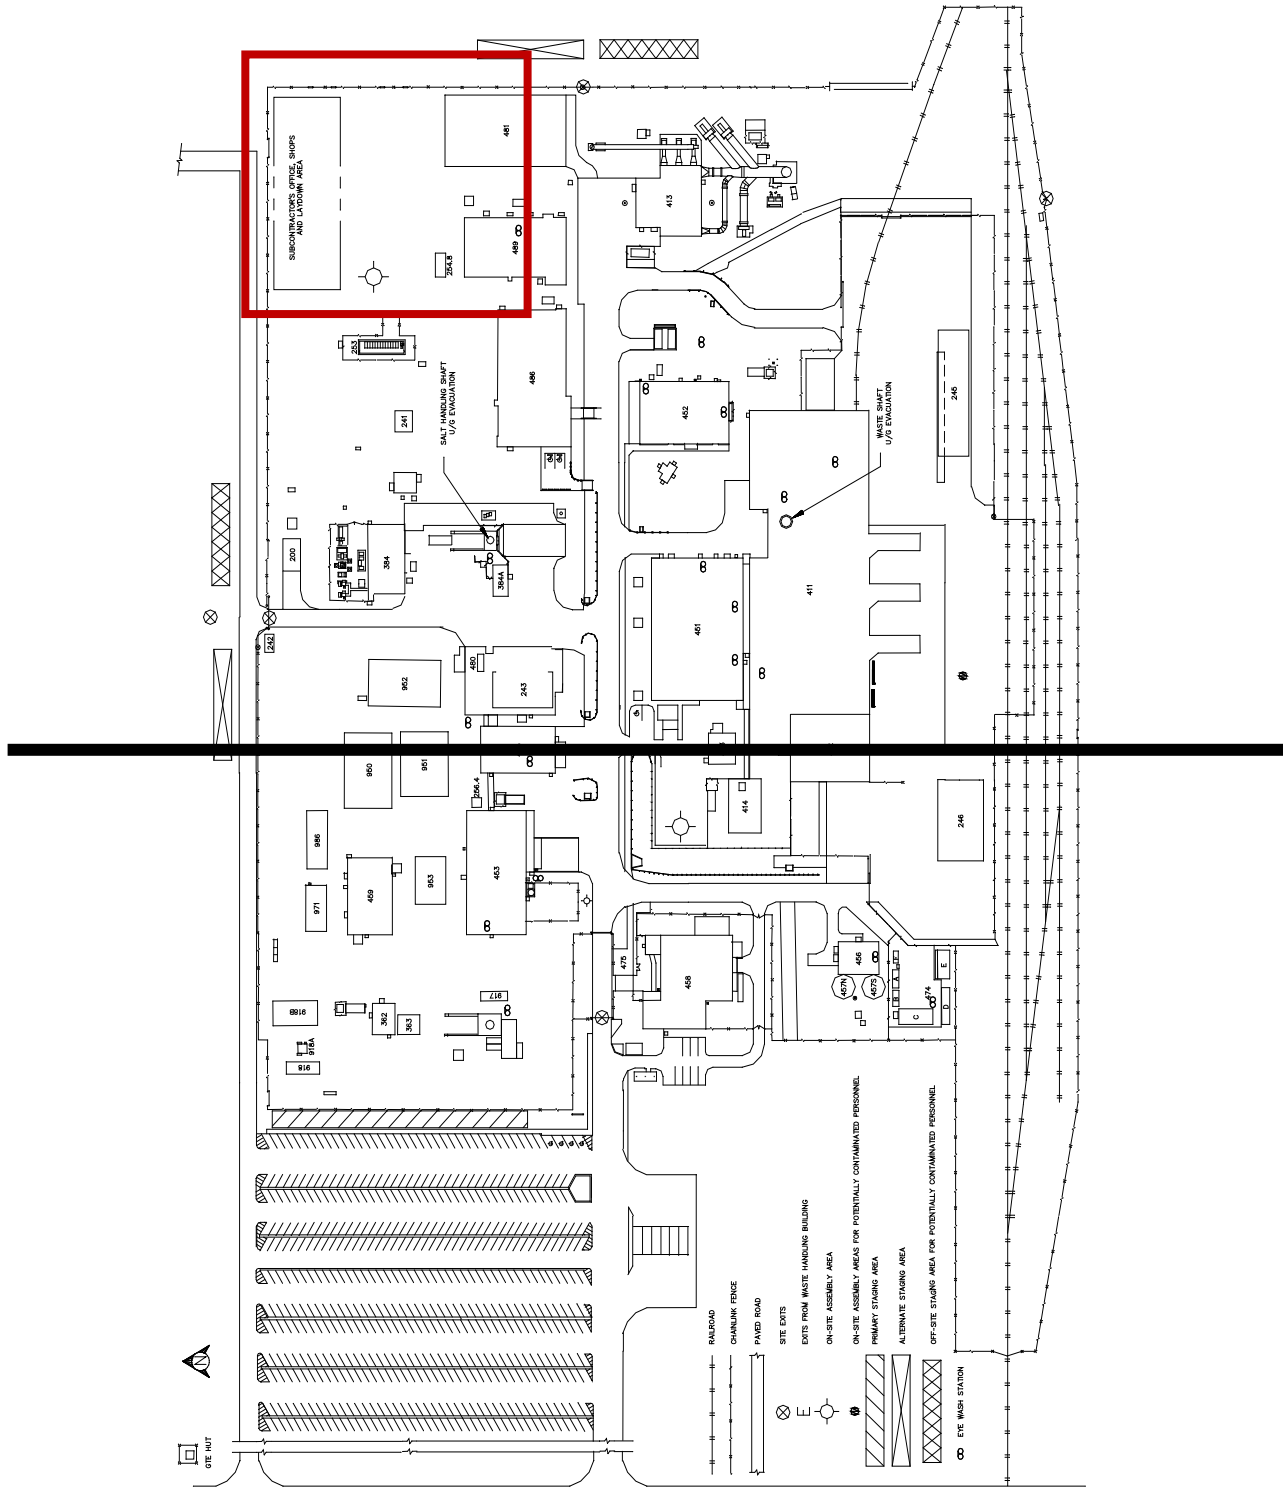 SUBCONTRACTOR'S OFFICE, SHOPS
AND LAYDOWN AREA
481
489
254.8
413
253
486
241
SALT HANDLING SHAFT
U/G EVACUATION
452
WASTE SHAFT
U/G EVACUATION
245
200
384
384A
242
451
411
952
480
243
950
951
256.4
414
246
986
459
953
453
971
475
458
456
457N
457S
474
F
A
B
C
D
E
918B
362
363
917
918A
918
N
GTE HUT
RAILROAD
CHAINLINK FENCE
PAVED ROAD
SITE EXITS
E
EXITS FROM WASTE HANDLING BUILDING
ON-SITE ASSEMBLY AREA
ON-SITE ASSEMBLY AREAS FOR POTENTIALLY CONTAMINATED PERSONNEL
PRIMARY STAGING AREA
ALTERNATE STAGING AREA
OFF-SITE STAGING AREA FOR POTENTIALLY CONTAMINATED PERSONNEL
EYE WASH STATION